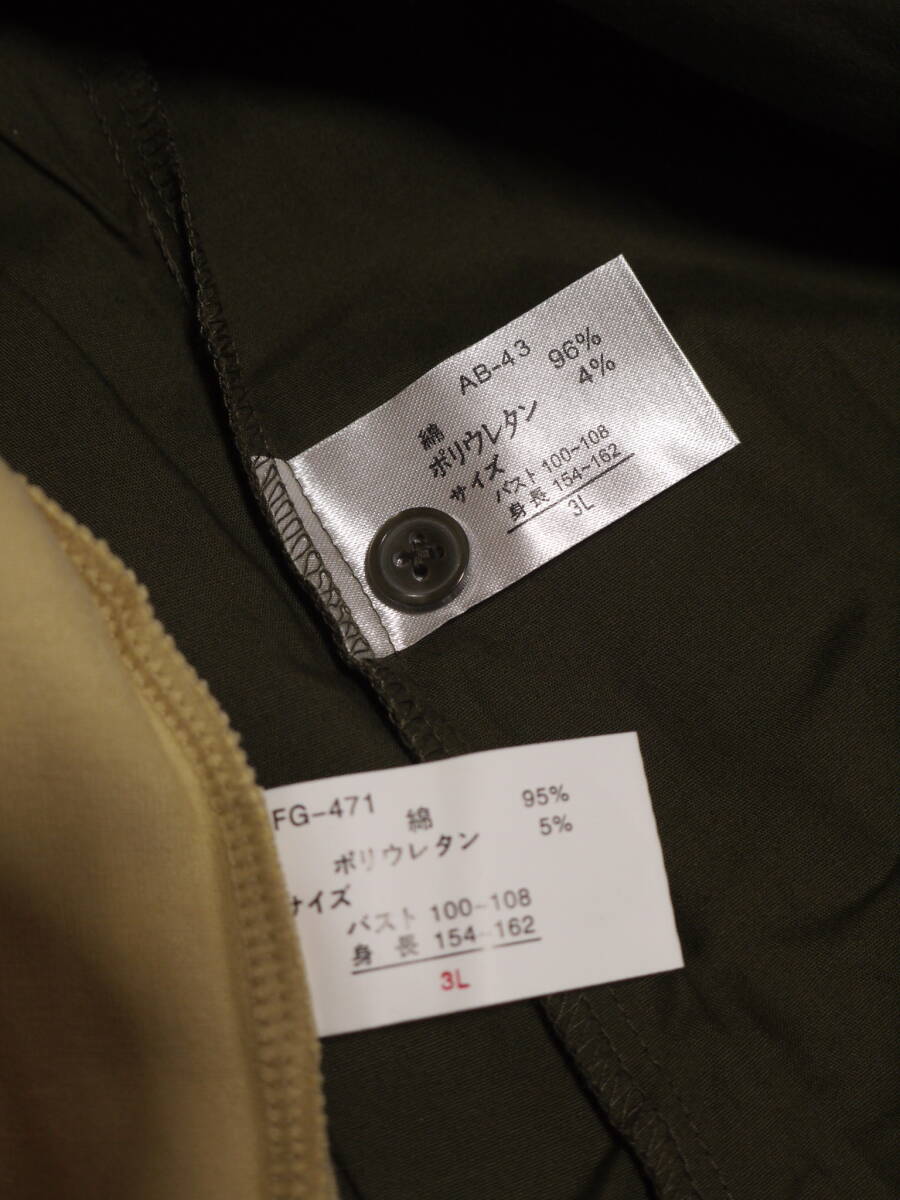 AB-43
綿 96%
ポリウレタン 4%
サイズ
バスト 100~108
身長 154~162
3L
FG-471
綿 95%
ポリウレタン 5%
サイズ
バスト 100~108
身長 154~162
3L